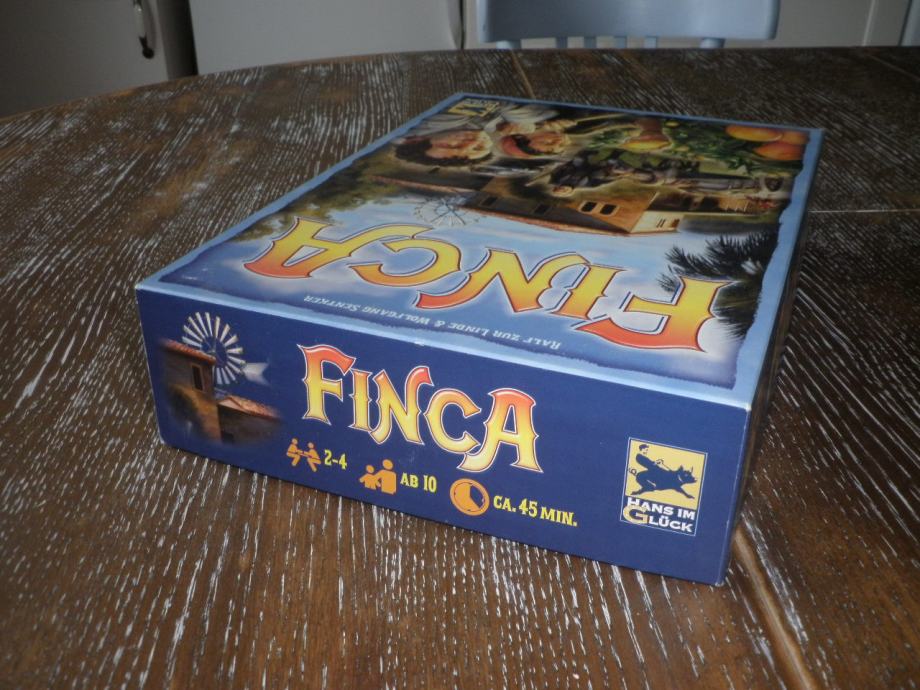 FINCA
RALF ZUR LINDE & WOLFGANG SENTKER
FINCA
2-4
AB 10
CA. 45 MIN.
HANS IM
GLÜCK